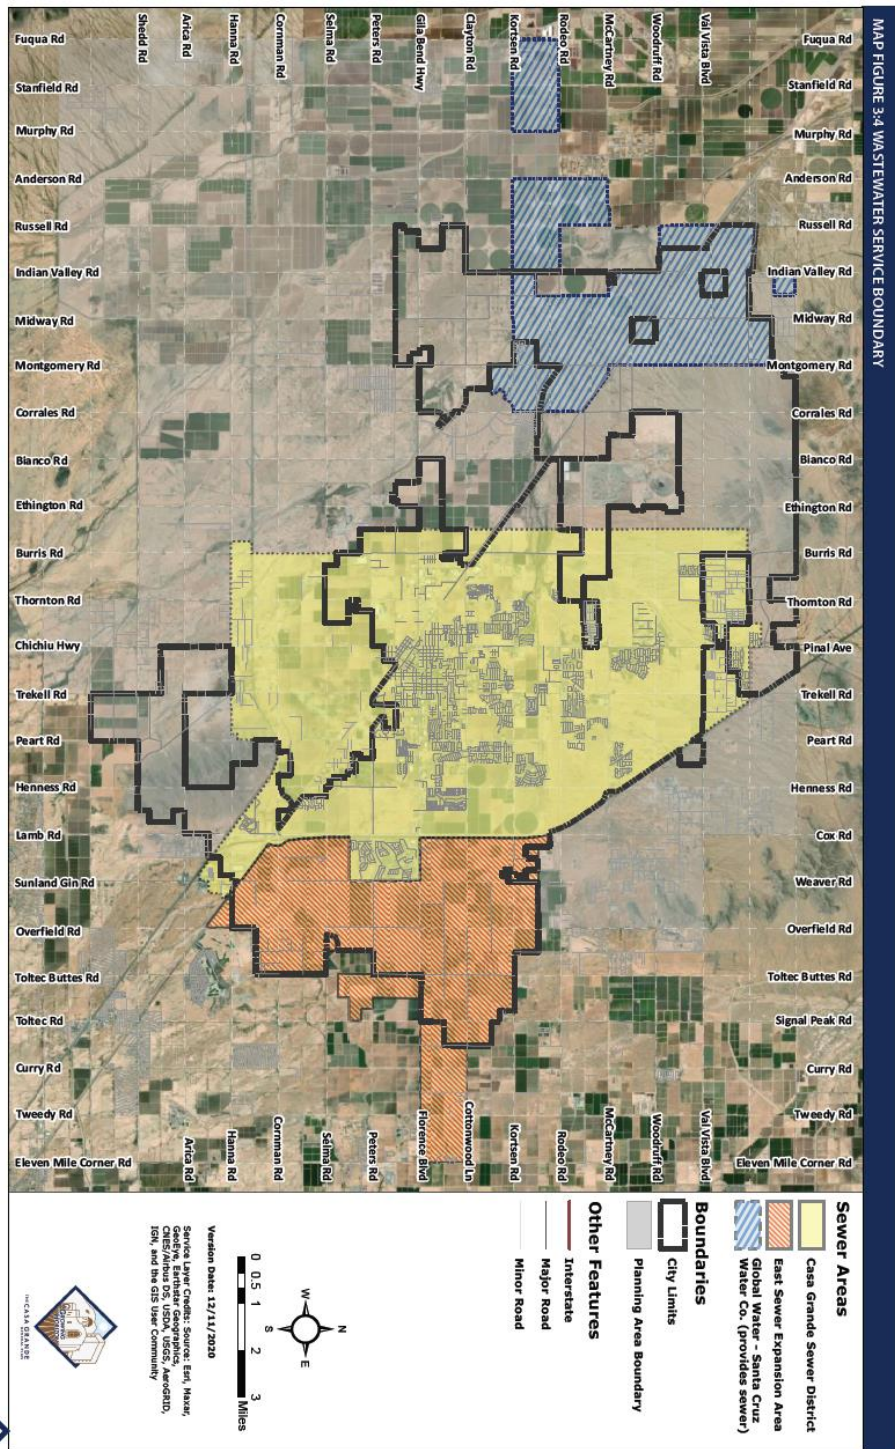 MAP FIGURE 3:4 WASTEWATER SERVICE BOUNDARY
Fuqua Rd
Stanfield Rd
Murphy Rd
Anderson Rd
Russell Rd
Indian Valley Rd
Midway Rd
Montgomery Rd
Corrales Rd
Bianco Rd
Ethington Rd
Burris Rd
Thornton Rd
Pinal Ave
Trekell Rd
Peart Rd
Henness Rd
Cox Rd
Weaver Rd
Overfield Rd
Toltec Buttes Rd
Signal Peak Rd
Curry Rd
Tweedy Rd
Eleven Mile Corner Rd
Val Vista Blvd
Woodruff Rd
McCartney Rd
Rodeo Rd
Kortsen Rd
Clayton Rd
Gila Bend Hwy
Peters Rd
Selma Rd
Cornman Rd
Hanna Rd
Arica Rd
Shedd Rd
Val Vista Blvd
Woodruff Rd
McCartney Rd
Rodeo Rd
Kortsen Rd
Cottonwood Ln
Florence Blvd
Peters Rd
Selma Rd
Cornman Rd
Hanna Rd
Arica Rd
Fuqua Rd
Stanfield Rd
Murphy Rd
Anderson Rd
Russell Rd
Indian Valley Rd
Midway Rd
Montgomery Rd
Corrales Rd
Bianco Rd
Ethington Rd
Burris Rd
Thornton Rd
Chichiu Hwy
Trekell Rd
Peart Rd
Henness Rd
Lamb Rd
Sunland Gin Rd
Overfield Rd
Toltec Buttes Rd
Toltec Rd
Curry Rd
Tweedy Rd
Eleven Mile Corner Rd
Sewer Areas
Casa Grande Sewer District
East Sewer Expansion Area
Global Water - Santa Cruz
Water Co. (provides sewer)
Boundaries
City Limits
Planning Area Boundary
Other Features
Interstate
Major Road
Minor Road
N
W
E
S
0 0.5 1 2 3
Miles
Version Date: 12/11/2020
Service Layer Credits: Source: Esri, Maxar,
GeoEye, Earthstar Geographics,
CNES/Airbus DS, USDA, USGS, AeroGRID,
IGN, and the GIS User Community
CASA GRANDE